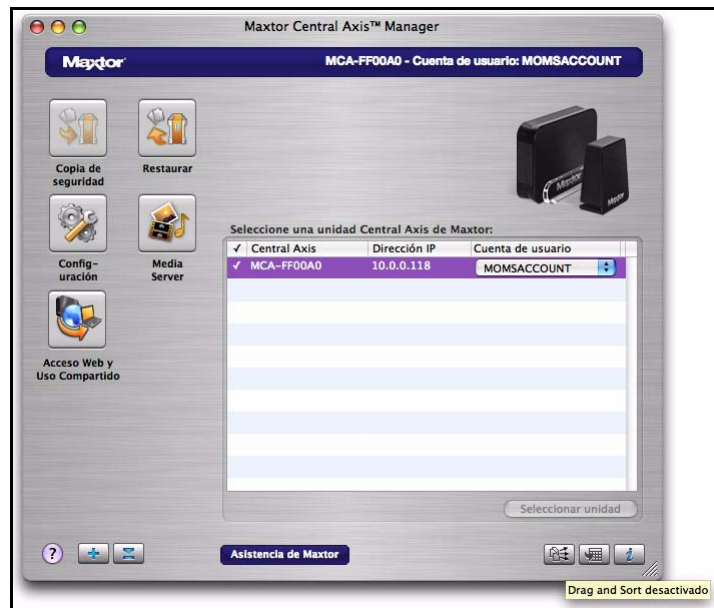 Maxtor Central Axis™ Manager
Maxtor
MCA-FF00A0 - Cuenta de usuario: MOMSACCOUNT
Copia de
seguridad
Restaurar
Maxtor
Maxtor
Config-
uración
Media
Server
Acceso Web y
Uso Compartido
Seleccione una unidad Central Axis de Maxtor:
✓ Central Axis Dirección IP Cuenta de usuario
✓ MCA-FF00A0 10.0.0.118 MOMSACCOUNT
Seleccionar unidad
? Asistencia de Maxtor i
Drag and Sort desactivado